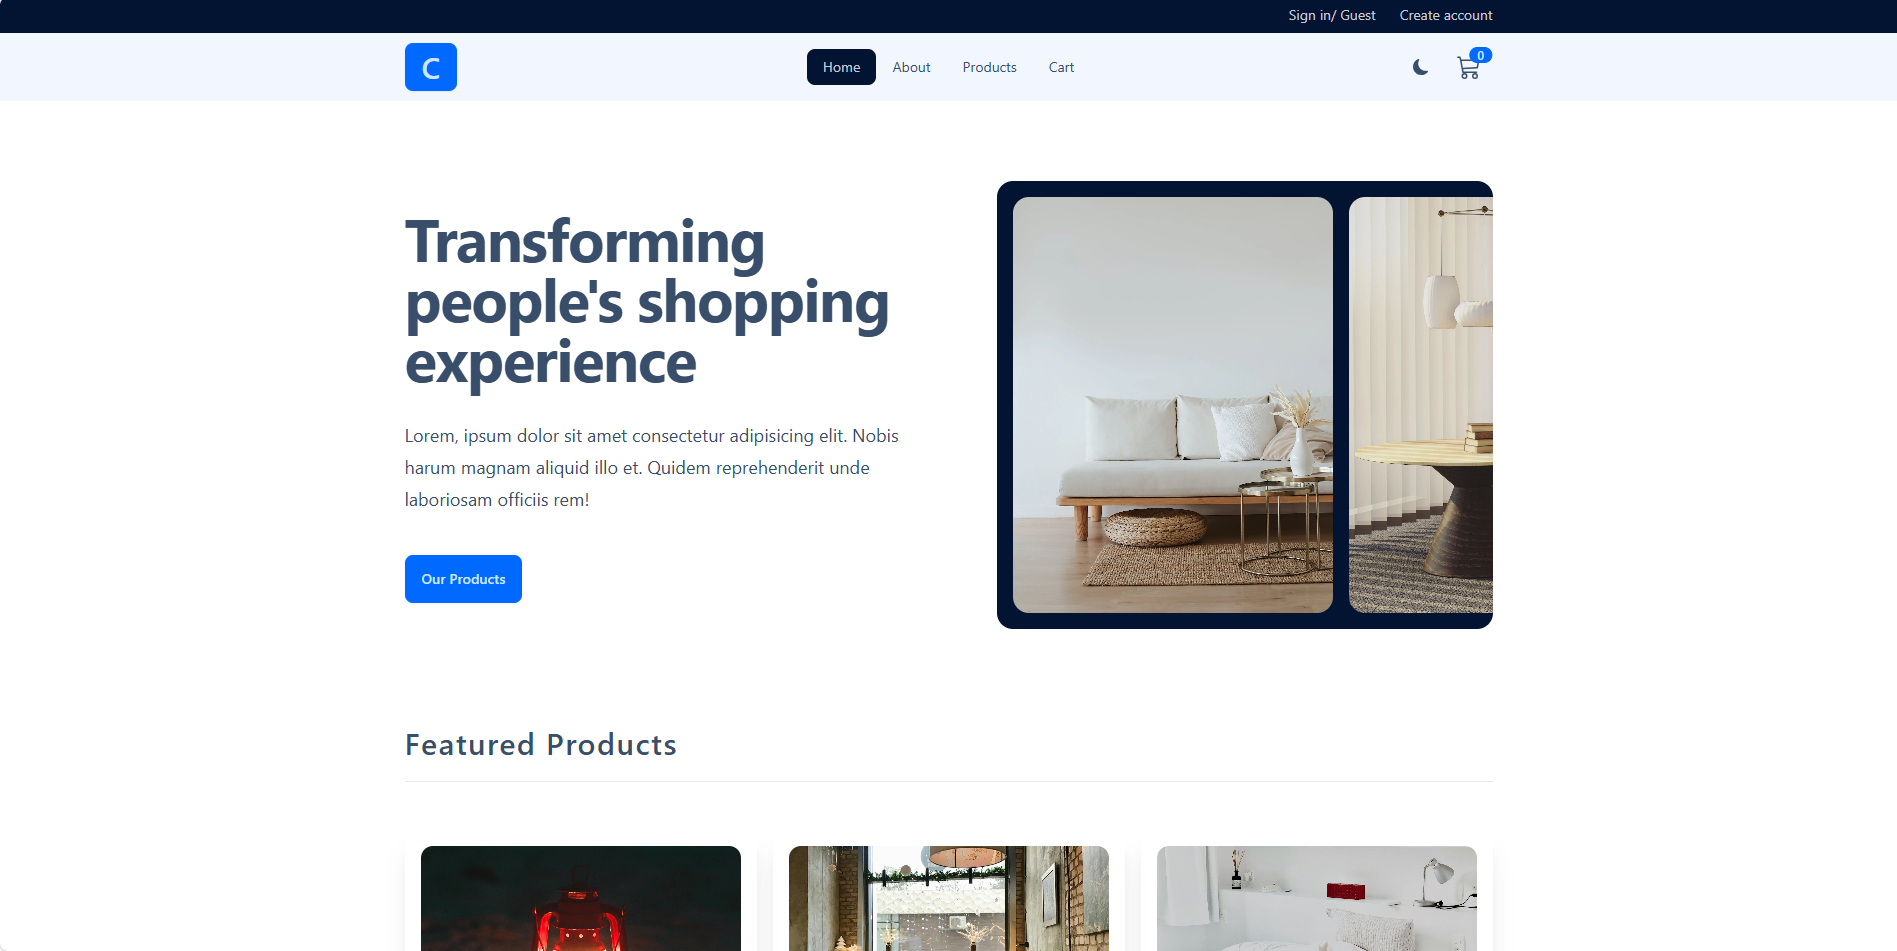 Sign in/ Guest Create account
C Home About Products Cart 0
Transforming
people's shopping
experience
Lorem, ipsum dolor sit amet consectetur adipisicing elit. Nobis
harum magnam aliquid illo et. Quidem reprehenderit unde
laboriosam officiis rem!
Our Products
Featured Products